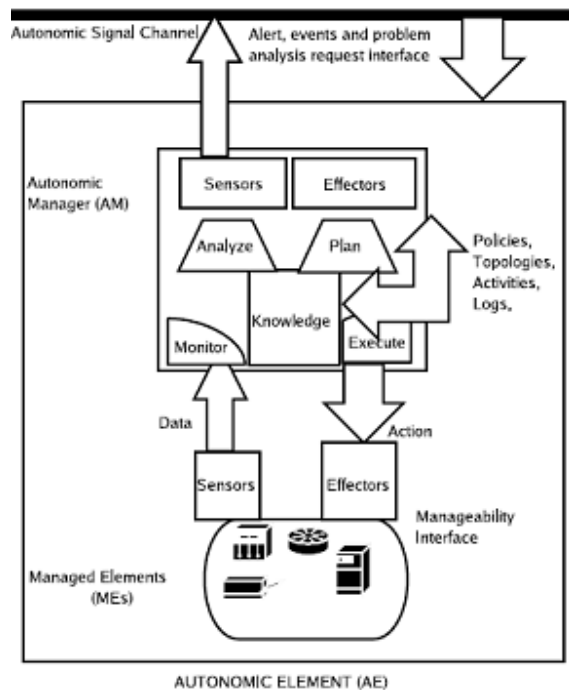 Autonomic Signal Channel
Alert, events and problem
analysis request interface
Autonomic
Manager (AM)
Sensors
Effectors
Analyze
Plan
Policies,
Topologies,
Activities,
Logs,
Knowledge
Monitor
Execute
Data
Action
Sensors
Effectors
Manageability
Interface
Managed Elements
(MEs)
AUTONOMIC ELEMENT (AE)